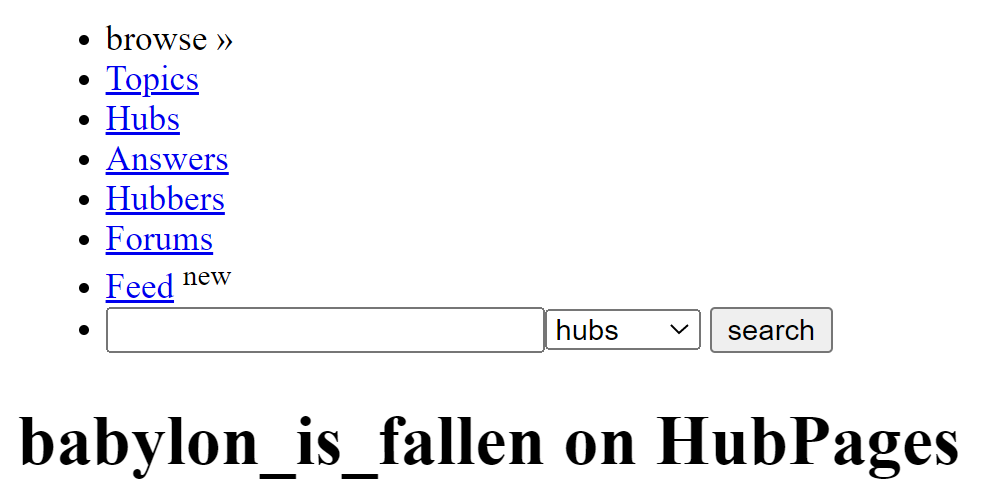 browse »
Topics
Hubs
Answers
Hubbers
Forums
Feed new
hubs search
babylon_is_fallen on HubPages